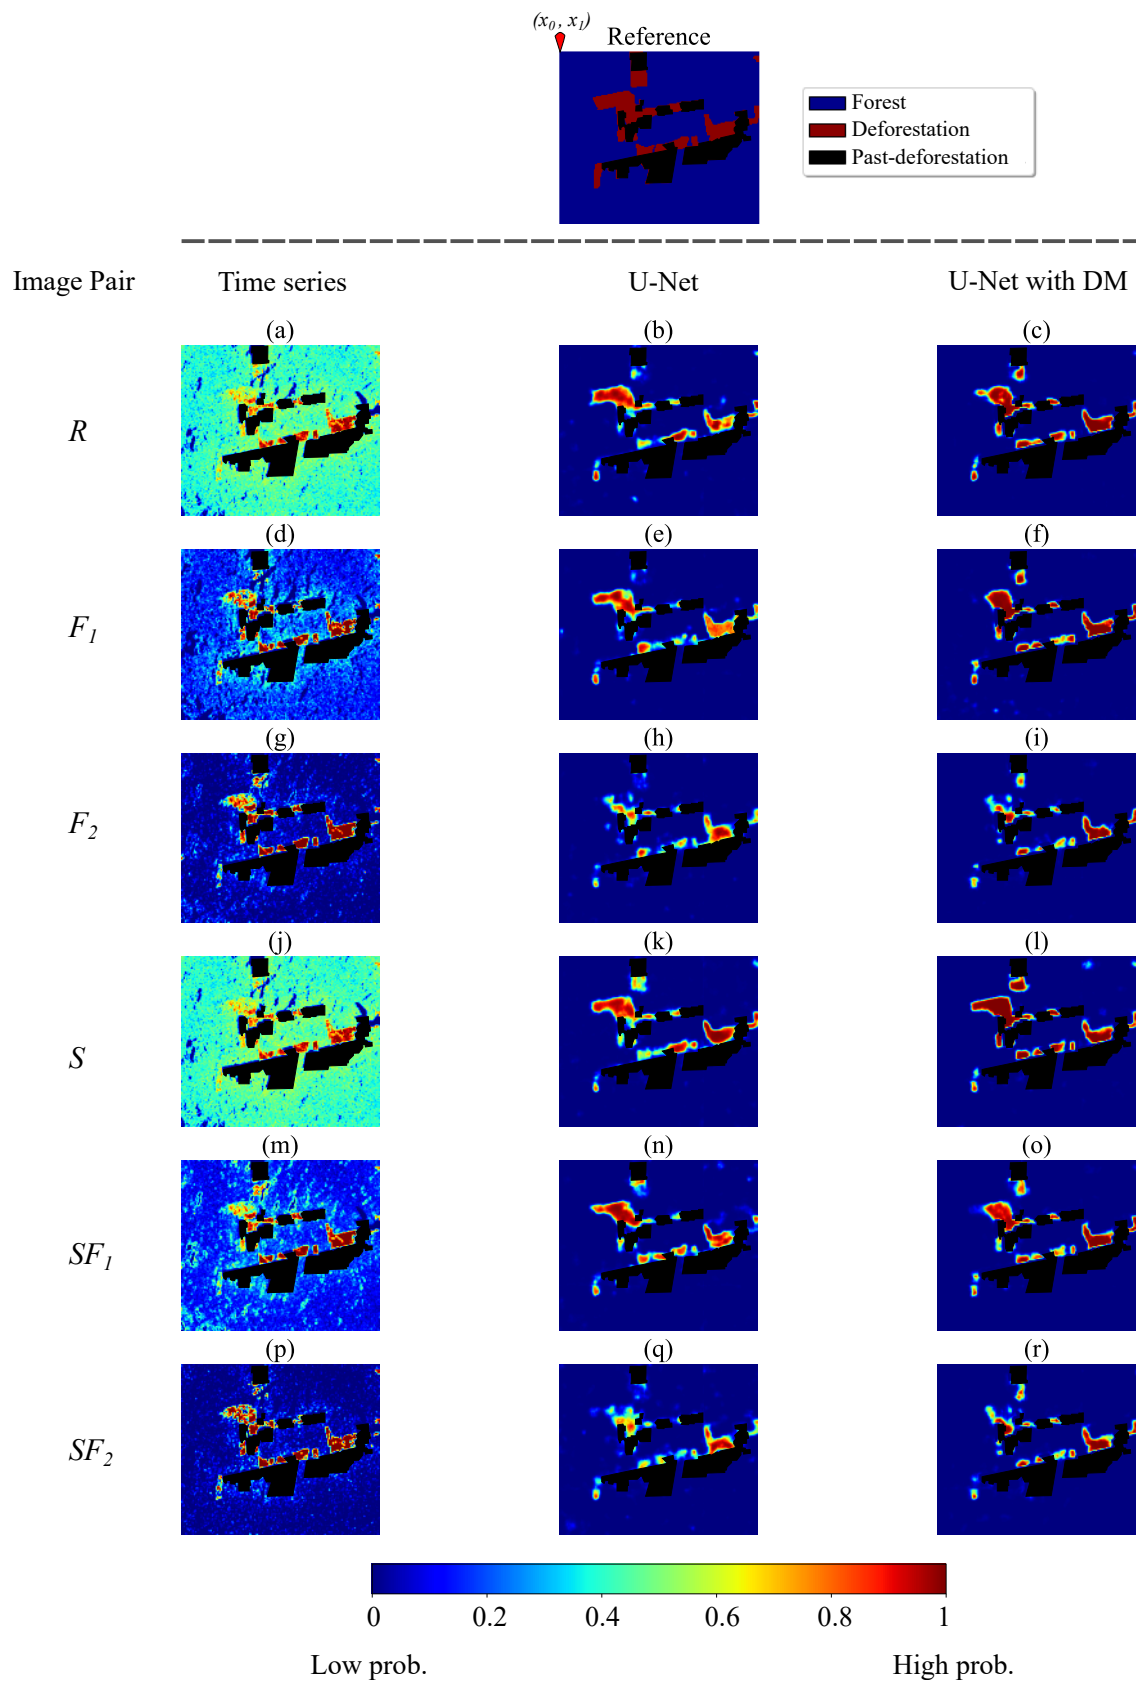 (x0, x1)
Reference
Forest
Deforestation
Past-deforestation
Image Pair Time series U-Net U-Net with DM
(a) (b) (c)
R
(d) (e) (f)
F1
(g) (h) (i)
F2
(j) (k) (l)
S
(m) (n) (o)
SF1
(p) (q) (r)
SF2
0 0.2 0.4 0.6 0.8 1
Low prob. High prob.